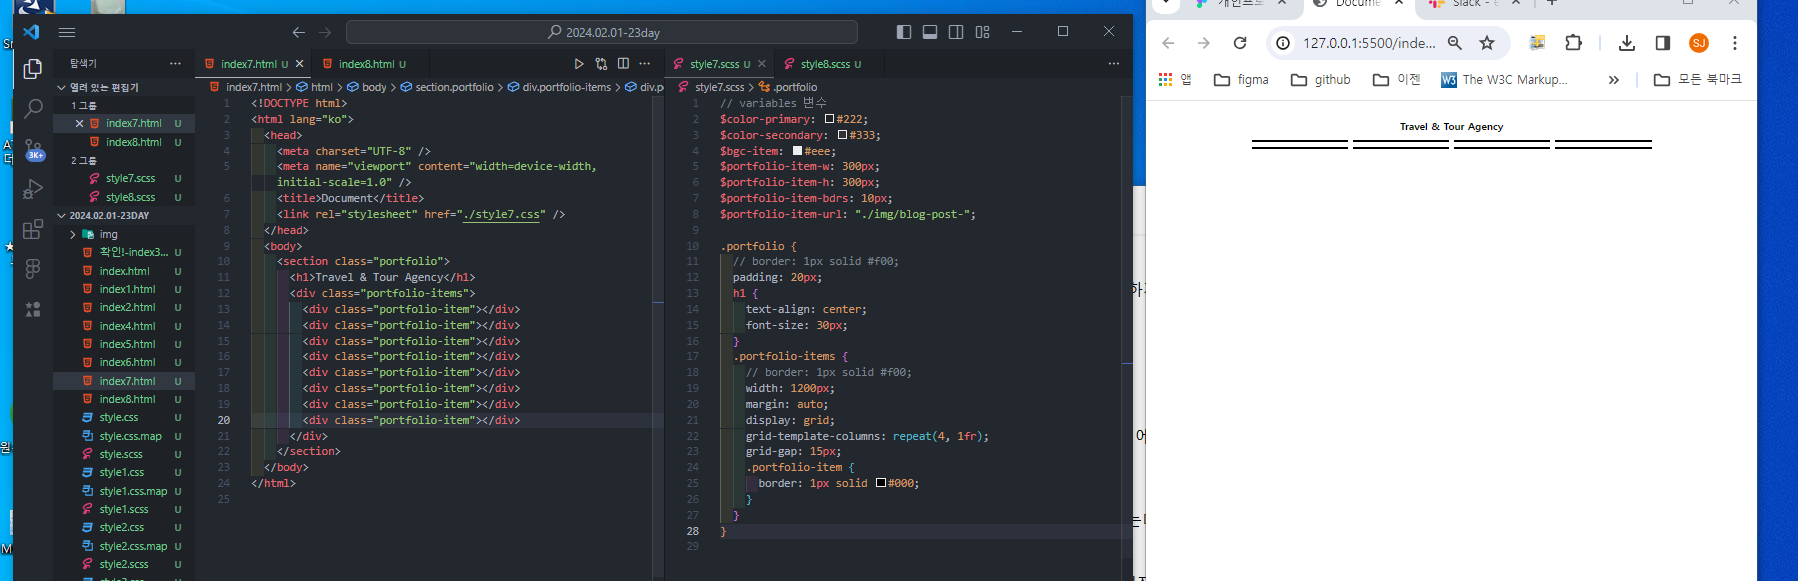 2024.02.01-23day
탐색기
열려 있는 편집기
1 그룹
index7.html U
index8.html U
2 그룹
style7.scss U
style8.scss U
2024.02.01-23DAY
img
확인!-index3... U
index.html U
index1.html U
index2.html U
index4.html U
index5.html U
index6.html U
index7.html U
index8.html U
style.css U
style.css.map U
style.scss U
style1.css U
style1.css.map U
style1.scss U
style2.css U
style2.css.map U
style2.scss U
3K+
index7.html U
index8.html U
index7.html > html > body > section.portfolio > div.portfolio-items > div.p
1 <!DOCTYPE html>
2 <html lang="ko">
3 <head>
4 <meta charset="UTF-8" />
5 <meta name="viewport" content="width=device-width,
initial-scale=1.0" />
6 <title>Document</title>
7 <link rel="stylesheet" href="./style7.css" />
8 </head>
9 <body>
10 <section class="portfolio">
11 <h1>Travel & Tour Agency</h1>
12 <div class="portfolio-items">
13 <div class="portfolio-item"></div>
14 <div class="portfolio-item"></div>
15 <div class="portfolio-item"></div>
16 <div class="portfolio-item"></div>
17 <div class="portfolio-item"></div>
18 <div class="portfolio-item"></div>
19 <div class="portfolio-item"></div>
20 <div class="portfolio-item"></div>
21 </div>
22 </section>
23 </body>
24 </html>
25
style7.scss U
style8.scss U
style7.scss > .portfolio
1 // variables 변수
2 $color-primary: #222;
3 $color-secondary: #333;
4 $bgc-item: #eee;
5 $portfolio-item-w: 300px;
6 $portfolio-item-h: 300px;
7 $portfolio-item-bdrs: 10px;
8 $portfolio-item-url: "./img/blog-post-";
9
10 .portfolio {
11 // border: 1px solid #f00;
12 padding: 20px;
13 h1 {
14 text-align: center;
15 font-size: 30px;
16 }
17 .portfolio-items {
18 // border: 1px solid #f00;
19 width: 1200px;
20 margin: auto;
21 display: grid;
22 grid-template-columns: repeat(4, 1fr);
23 grid-gap: 15px;
24 .portfolio-item {
25 border: 1px solid #000;
26 }
27 }
28 }
29
개인프로
Docume
Slack - e
127.0.0.1:5500/inde...
SJ
앱
figma
github
이젠
W3 The W3C Markup...
모든 북마크
Travel & Tour Agency